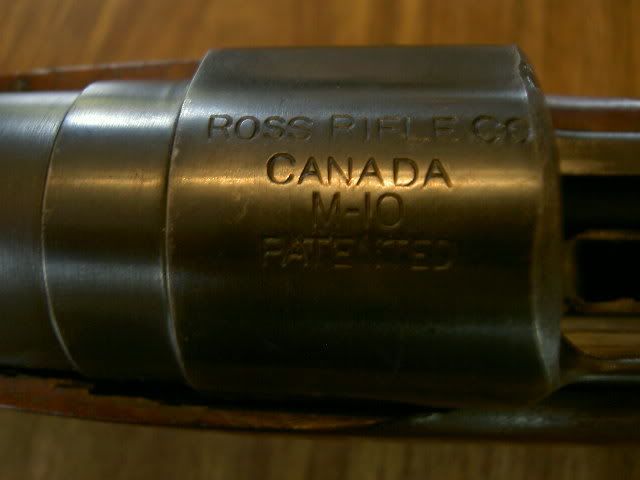 ROSS RIFLE CO
CANADA
M-10
PATENTED